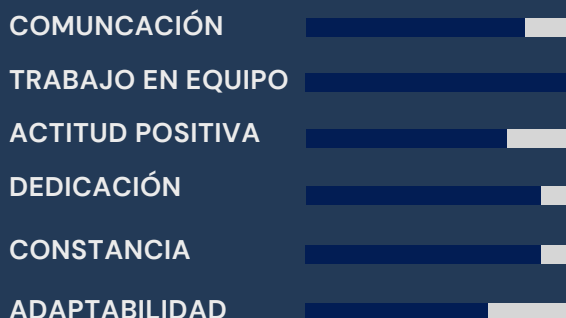 COMUNCACIÓN
TRABAJO EN EQUIPO
ACTITUD POSITIVA
DEDICACIÓN
CONSTANCIA
ADAPTABILIDAD